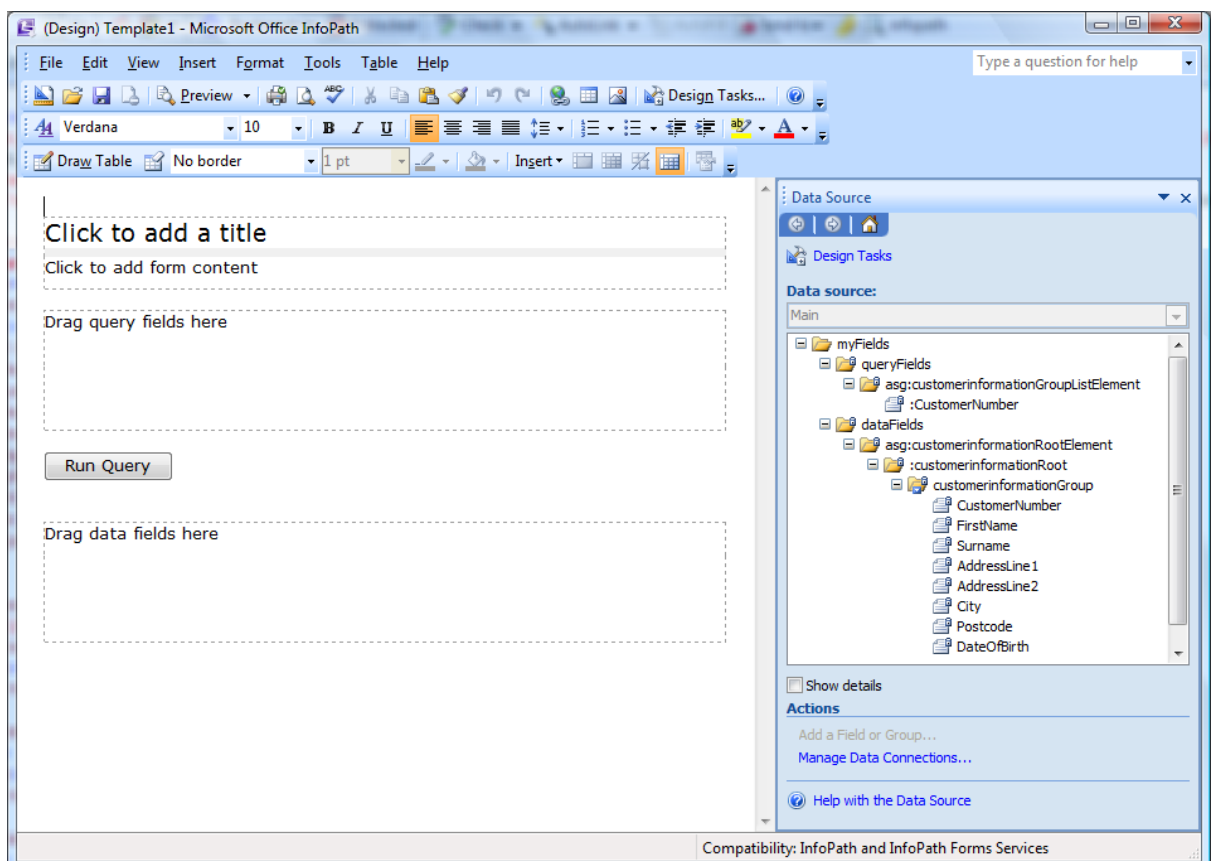 (Design) Template1 - Microsoft Office InfoPath
File Edit View Insert Format Tools Table Help
Type a question for help
Preview
ABC
Design Tasks...
Verdana 10 B I U ab A
Draw Table No border 1 pt Insert
Click to add a title
Click to add form content
Drag query fields here
Run Query
Drag data fields here
Data Source
Design Tasks
Data source:
Main
myFields
queryFields
asg:customerinformationGroupListElement
:CustomerNumber
dataFields
asg:customerinformationRootElement
:customerinformationRoot
customerinformationGroup
CustomerNumber
FirstName
Surname
AddressLine1
AddressLine2
City
Postcode
DateOfBirth
Show details
Actions
Add a Field or Group...
Manage Data Connections...
Help with the Data Source
Compatibility: InfoPath and InfoPath Forms Services